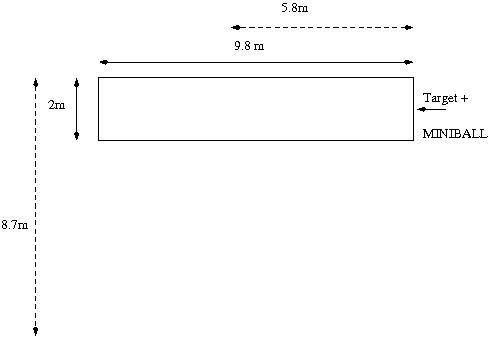 5.8m
9.8 m
2m
Target +
MINIBALL
8.7m